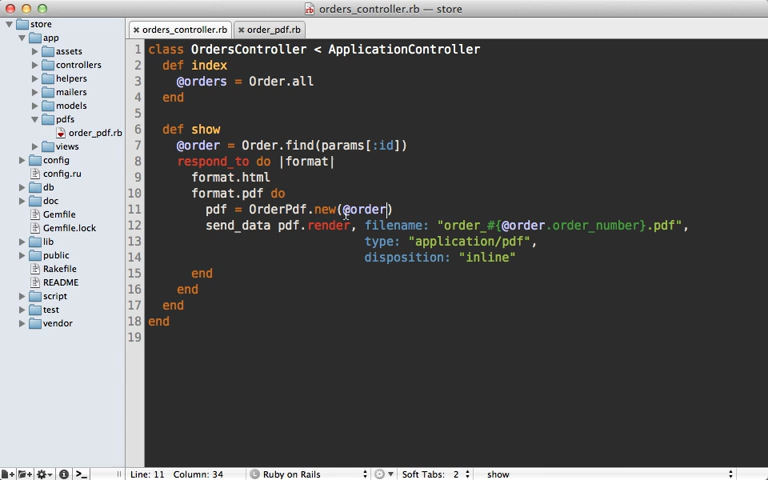 orders_controller.rb — store
store
app
assets
controllers
helpers
mailers
models
pdfs
order_pdf.rb
views
config
config.ru
db
doc
Gemfile
Gemfile.lock
lib
public
Rakefile
README
script
test
vendor
orders_controller.rb
order_pdf.rb
1 class OrdersController < ApplicationController
2 def index
3 @orders = Order.all
4 end
5
6 def show
7 @order = Order.find(params[:id])
8 respond_to do |format|
9 format.html
10 format.pdf do
11 pdf = OrderPdf.new(@order)
12 send_data pdf.render, filename: "order_#{@order.order_number}.pdf",
13 type: "application/pdf",
14 disposition: "inline"
15 end
16 end
17 end
18 end
19
Line: 11 Column: 34 Ruby on Rails Soft Tabs: 2 show